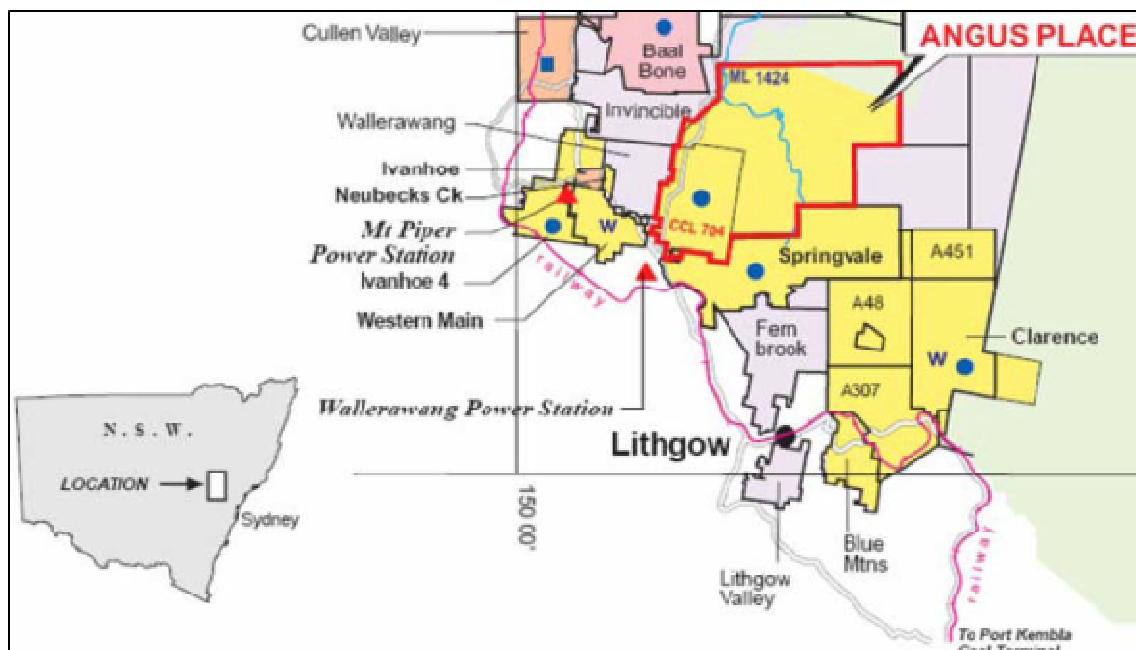 Cullen Valley
Baal
Bone
ANGUS PLACE
ML 1424
Invincible
Wallerawang
Ivanhoe
Neubecks Ck
Mt Piper
Power Station
Ivanhoe 4
Western Main
W
CCL 704
Springvale
A451
A48
Fern
brook
Clarence
W
A307
railway
Wallerawang Power Station
Lithgow
N. S. W.
LOCATION
Sydney
150 00'
Blue
Mtns
Lithgow
Valley
railway
To Port Kembla
Coal Terminal